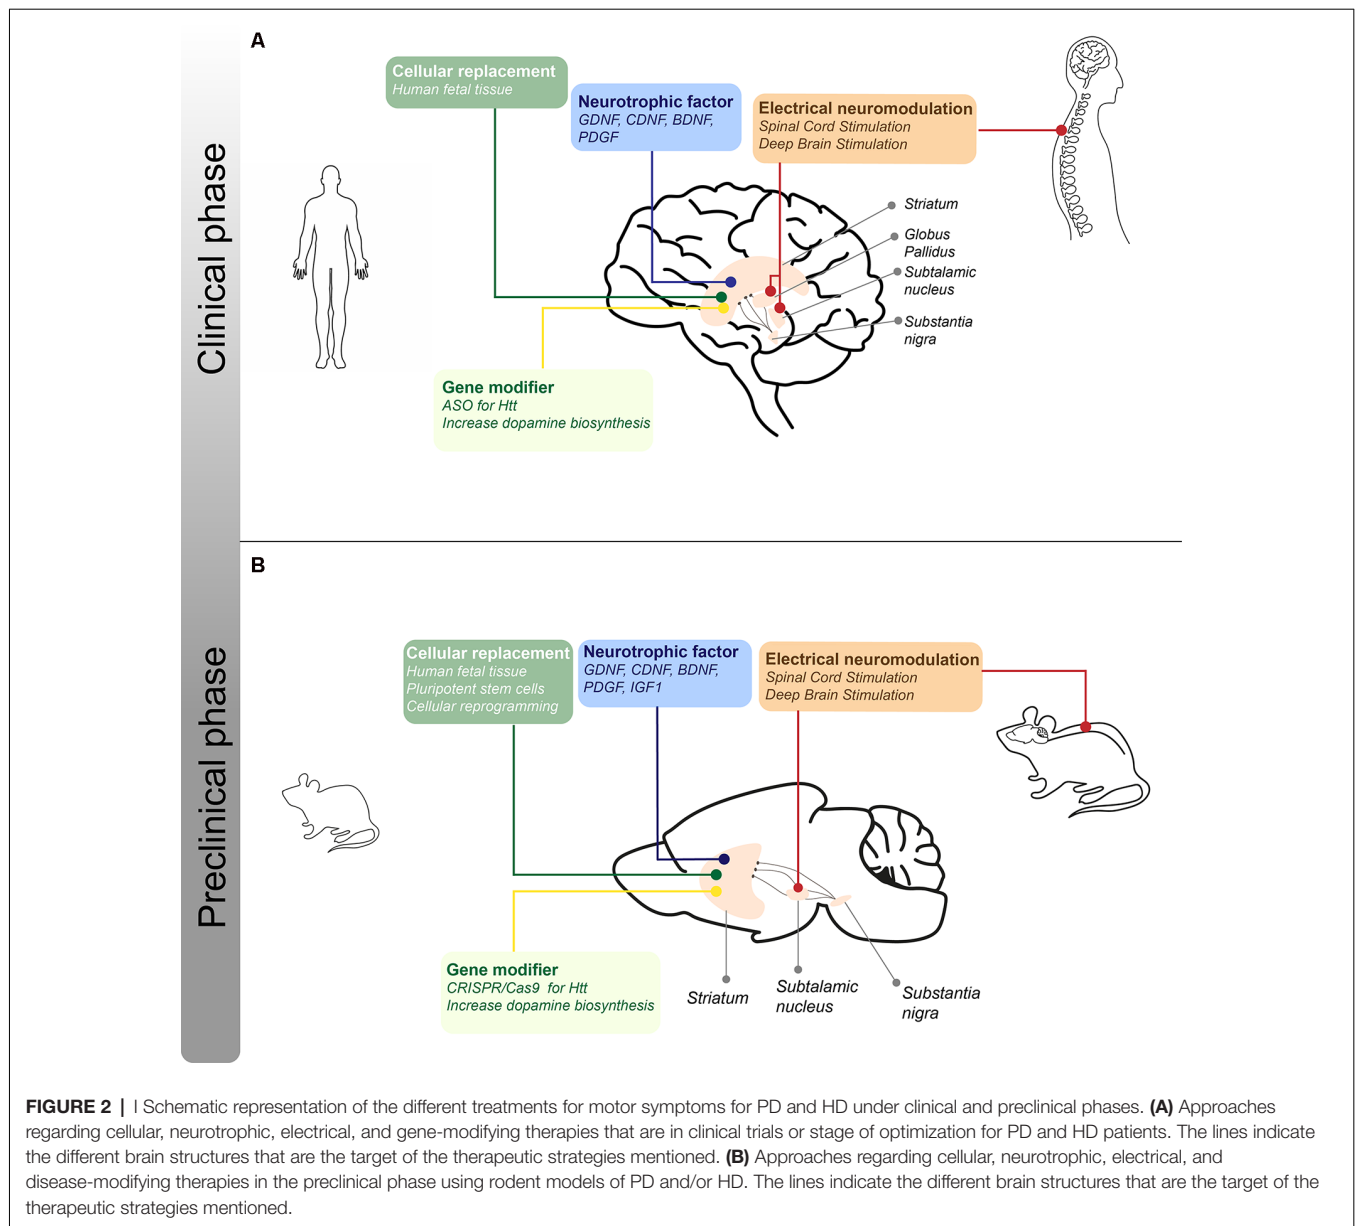 A
Clinical phase
Cellular replacement
Human fetal tissue
Neurotrophic factor
GDNF, CDNF, BDNF,
PDGF
Electrical neuromodulation
Spinal Cord Stimulation
Deep Brain Stimulation
Striatum
Globus
Pallidus
Subtalamic
nucleus
Substantia
nigra
Gene modifier
ASO for Htt
Increase dopamine biosynthesis
B
Preclinical phase
Cellular replacement
Human fetal tissue
Pluripotent stem cells
Cellular reprogramming
Neurotrophic factor
GDNF, CDNF, BDNF,
PDGF, IGF1
Electrical neuromodulation
Spinal Cord Stimulation
Deep Brain Stimulation
Gene modifier
CRISPR/Cas9 for Htt
Increase dopamine biosynthesis
Striatum
Subtalamic
nucleus
Substantia
nigra
FIGURE 2 | I Schematic representation of the different treatments for motor symptoms for PD and HD under clinical and preclinical phases. (A) Approaches
regarding cellular, neurotrophic, electrical, and gene-modifying therapies that are in clinical trials or stage of optimization for PD and HD patients. The lines indicate
the different brain structures that are the target of the therapeutic strategies mentioned. (B) Approaches regarding cellular, neurotrophic, electrical, and
disease-modifying therapies in the preclinical phase using rodent models of PD and/or HD. The lines indicate the different brain structures that are the target of the
therapeutic strategies mentioned.